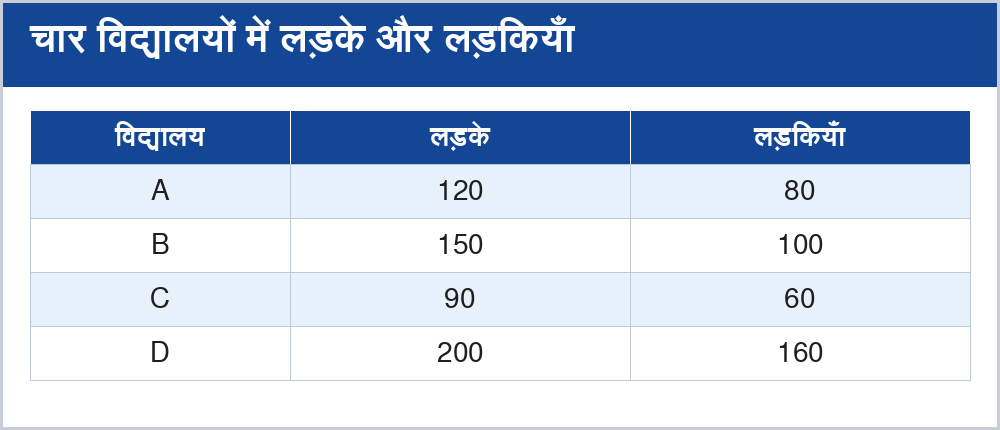 चार विद्यालयों में लड़के और लड़कियाँ
विद्यालय लड़के लड़कियाँ
A 120 80
B 150 100
C 90 60
D 200 160